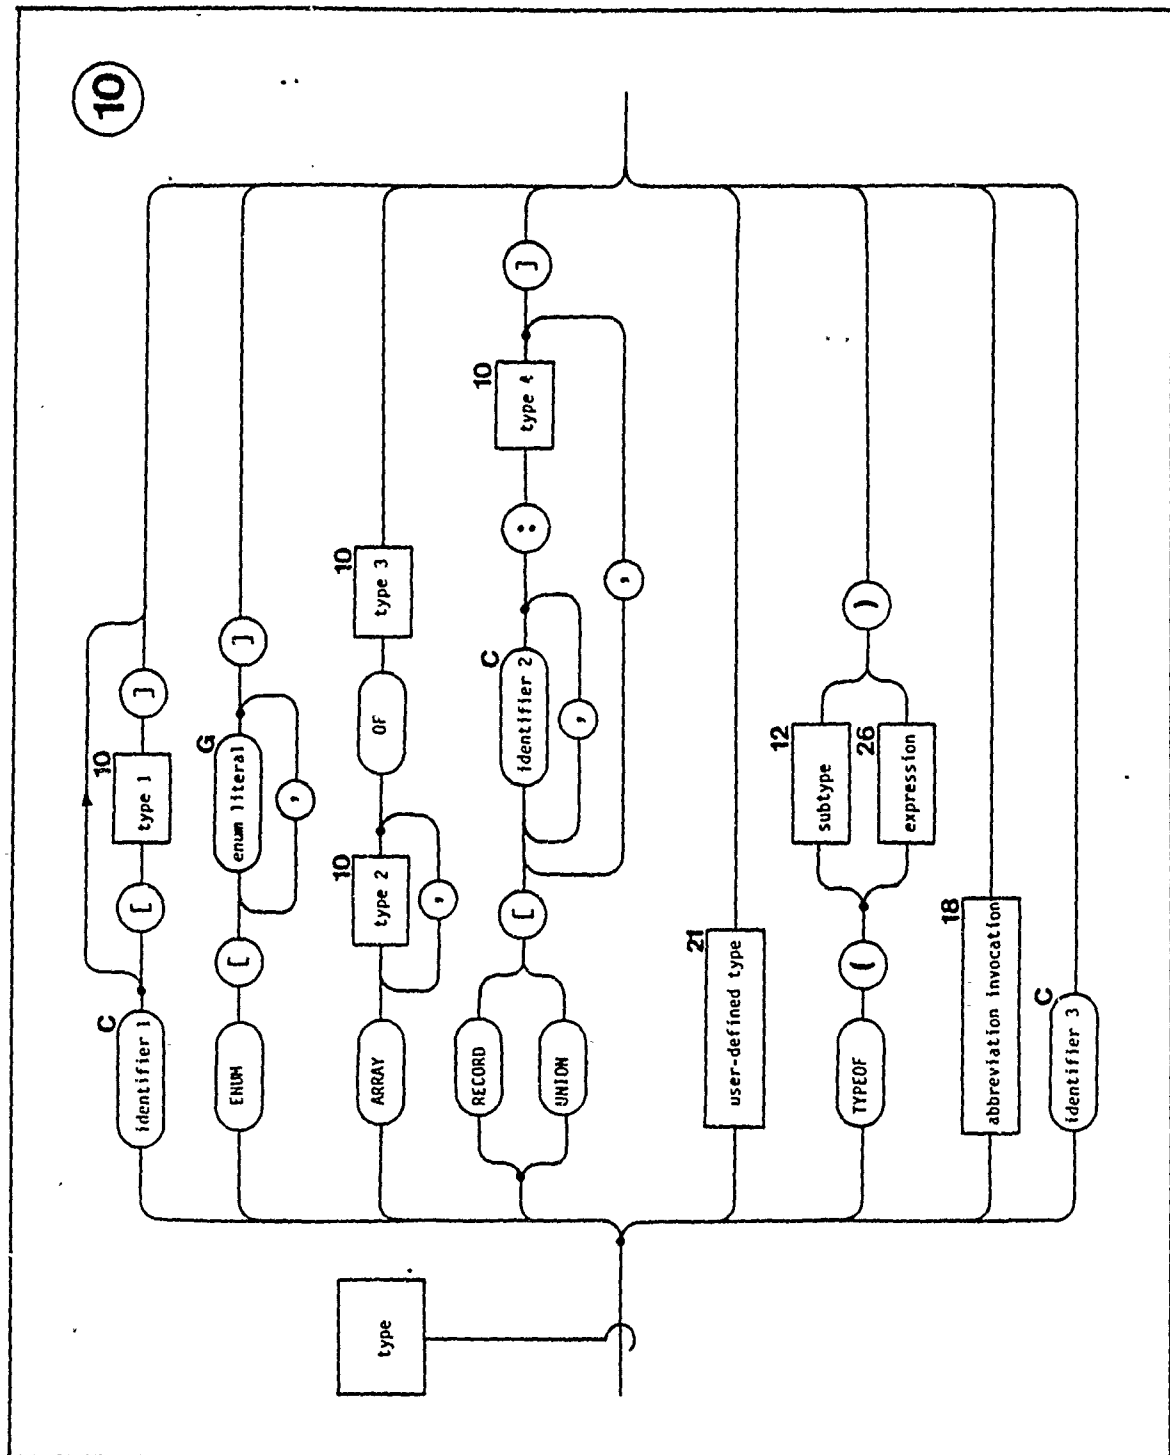 10
type
identifier 1 C [ type 1 10 ]
ENUM [ enum literal G , ]
ARRAY type 2 10 , OF type 3 10
RECORD UNION [ identifier 2 C , : type 4 10 , ]
user-defined type 21
TYPEOF ( subtype 12 expression 26 )
abbreviation invocation 18
identifier 3 C